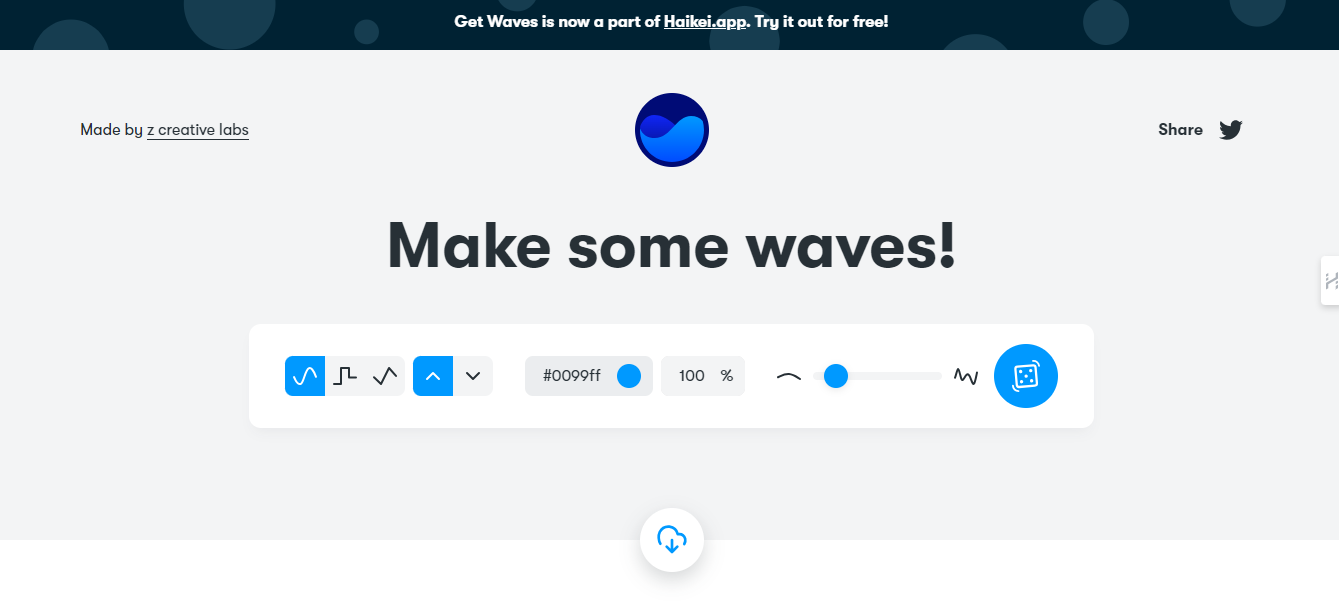 Get Waves is now a part of Haikei.app. Try it out for free!
Made by z creative labs
Share
Make some waves!
#0099ff
100 %